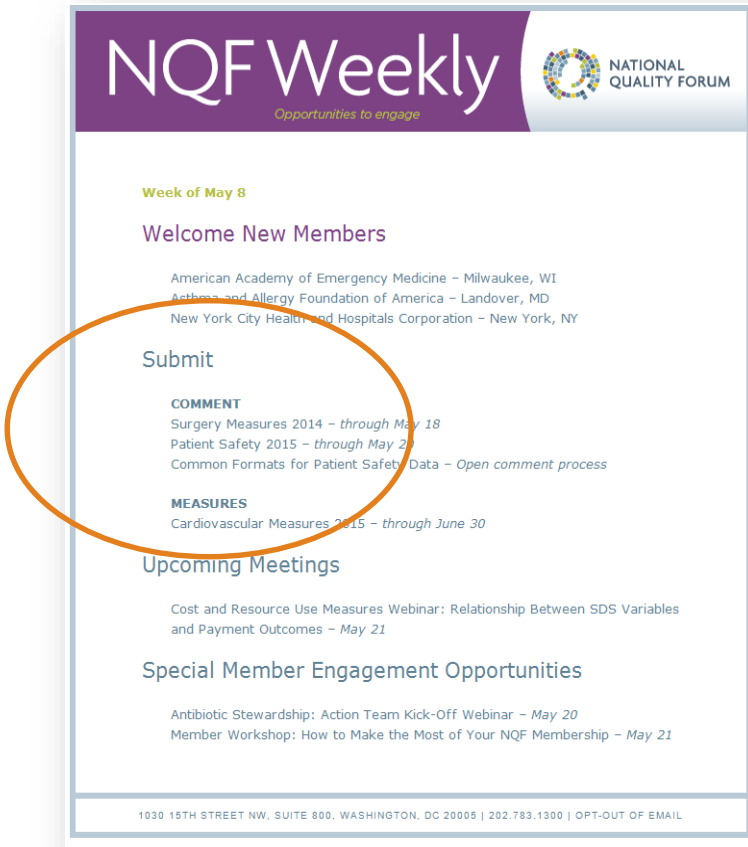 NQF Weekly
Opportunities to engage
NATIONAL
QUALITY FORUM
Week of May 8
Welcome New Members
American Academy of Emergency Medicine – Milwaukee, WI
Asthma and Allergy Foundation of America – Landover, MD
New York City Health and Hospitals Corporation – New York, NY
Submit
COMMENT
Surgery Measures 2014 – through May 18
Patient Safety 2015 – through May 20
Common Formats for Patient Safety Data – Open comment process
MEASURES
Cardiovascular Measures 2015 – through June 30
Upcoming Meetings
Cost and Resource Use Measures Webinar: Relationship Between SDS Variables
and Payment Outcomes – May 21
Special Member Engagement Opportunities
Antibiotic Stewardship: Action Team Kick-Off Webinar – May 20
Member Workshop: How to Make the Most of Your NQF Membership – May 21
1030 15TH STREET NW, SUITE 800, WASHINGTON, DC 20005 | 202.783.1300 | OPT-OUT OF EMAIL